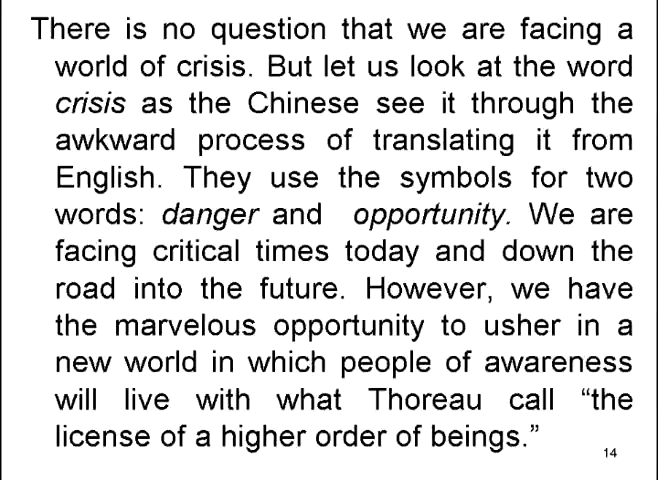 There is no question that we are facing a
world of crisis. But let us look at the word
crisis as the Chinese see it through the
awkward process of translating it from
English. They use the symbols for two
words: danger and opportunity. We are
facing critical times today and down the
road into the future. However, we have
the marvelous opportunity to usher in a
new world in which people of awareness
will live with what Thoreau call “the
license of a higher order of beings.”
14